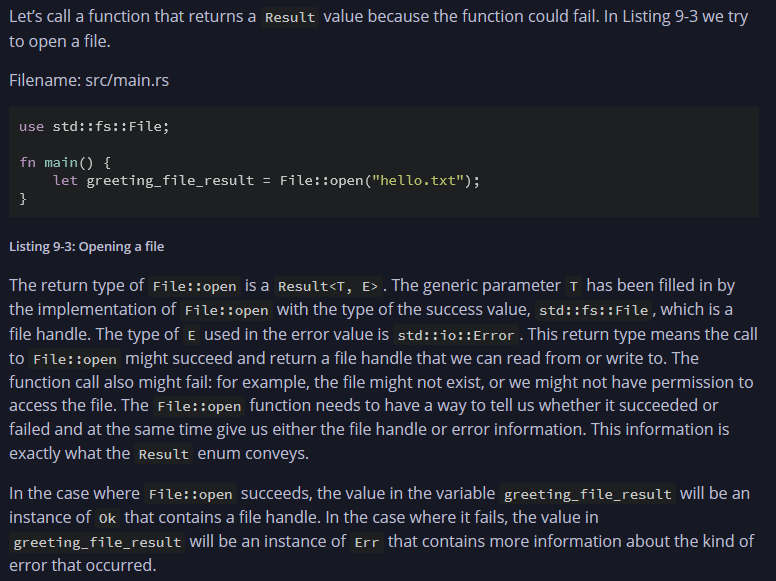 Let’s call a function that returns a Result value because the function could fail. In Listing 9-3 we try
to open a file.
Filename: src/main.rs
use std::fs::File;
fn main() {
    let greeting_file_result = File::open("hello.txt");
}
Listing 9-3: Opening a file
The return type of File::open is a Result<T, E>. The generic parameter T has been filled in by
the implementation of File::open with the type of the success value, std::fs::File, which is a
file handle. The type of E used in the error value is std::io::Error. This return type means the call
to File::open might succeed and return a file handle that we can read from or write to. The
function call also might fail: for example, the file might not exist, or we might not have permission to
access the file. The File::open function needs to have a way to tell us whether it succeeded or
failed and at the same time give us either the file handle or error information. This information is
exactly what the Result enum conveys.
In the case where File::open succeeds, the value in the variable greeting_file_result will be an
instance of Ok that contains a file handle. In the case where it fails, the value in
greeting_file_result will be an instance of Err that contains more information about the kind of
error that occurred.